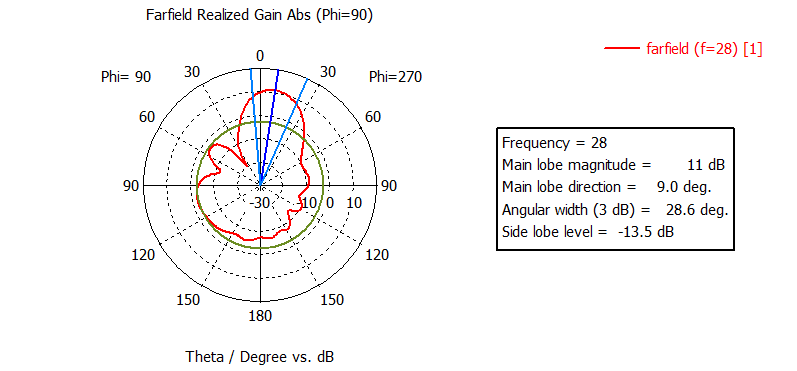 Farfield Realized Gain Abs (Phi=90)
farfield (f=28) [1]
0
30
30
Phi= 90
Phi=270
60
60
90
90
-30
-10
0
10
120
120
150
150
180
Theta / Degree vs. dB
Frequency = 28
Main lobe magnitude = 11 dB
Main lobe direction = 9.0 deg.
Angular width (3 dB) = 28.6 deg.
Side lobe level = -13.5 dB